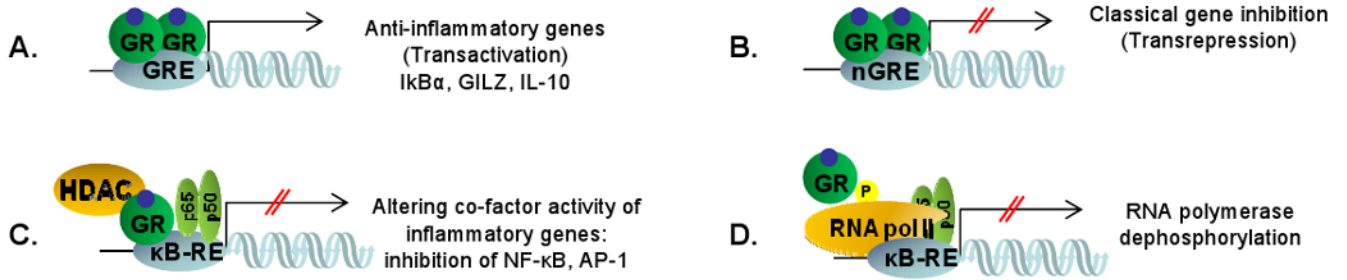 A.
GR GR
GRE
Anti-inflammatory genes
(Transactivation)
IkBα, GILZ, IL-10
B.
GR GR
nGRE
Classical gene inhibition
(Transrepression)
C.
HDAC
GR
p65
p50
κB-RE
Altering co-factor activity of
inflammatory genes:
inhibition of NF-κB, AP-1
D.
GR
P
RNA pol II
κB-RE
RNA polymerase
dephosphorylation